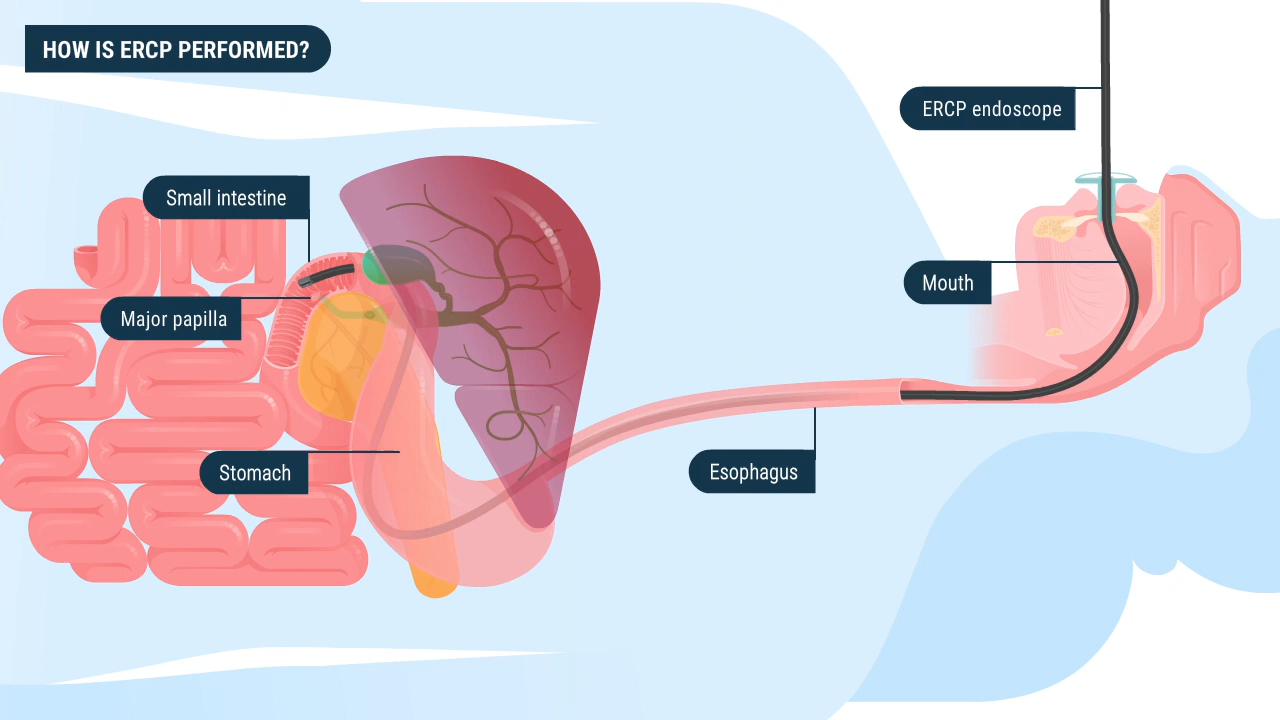 HOW IS ERCP PERFORMED?
ERCP endoscope
Small intestine
Mouth
Major papilla
Stomach
Esophagus